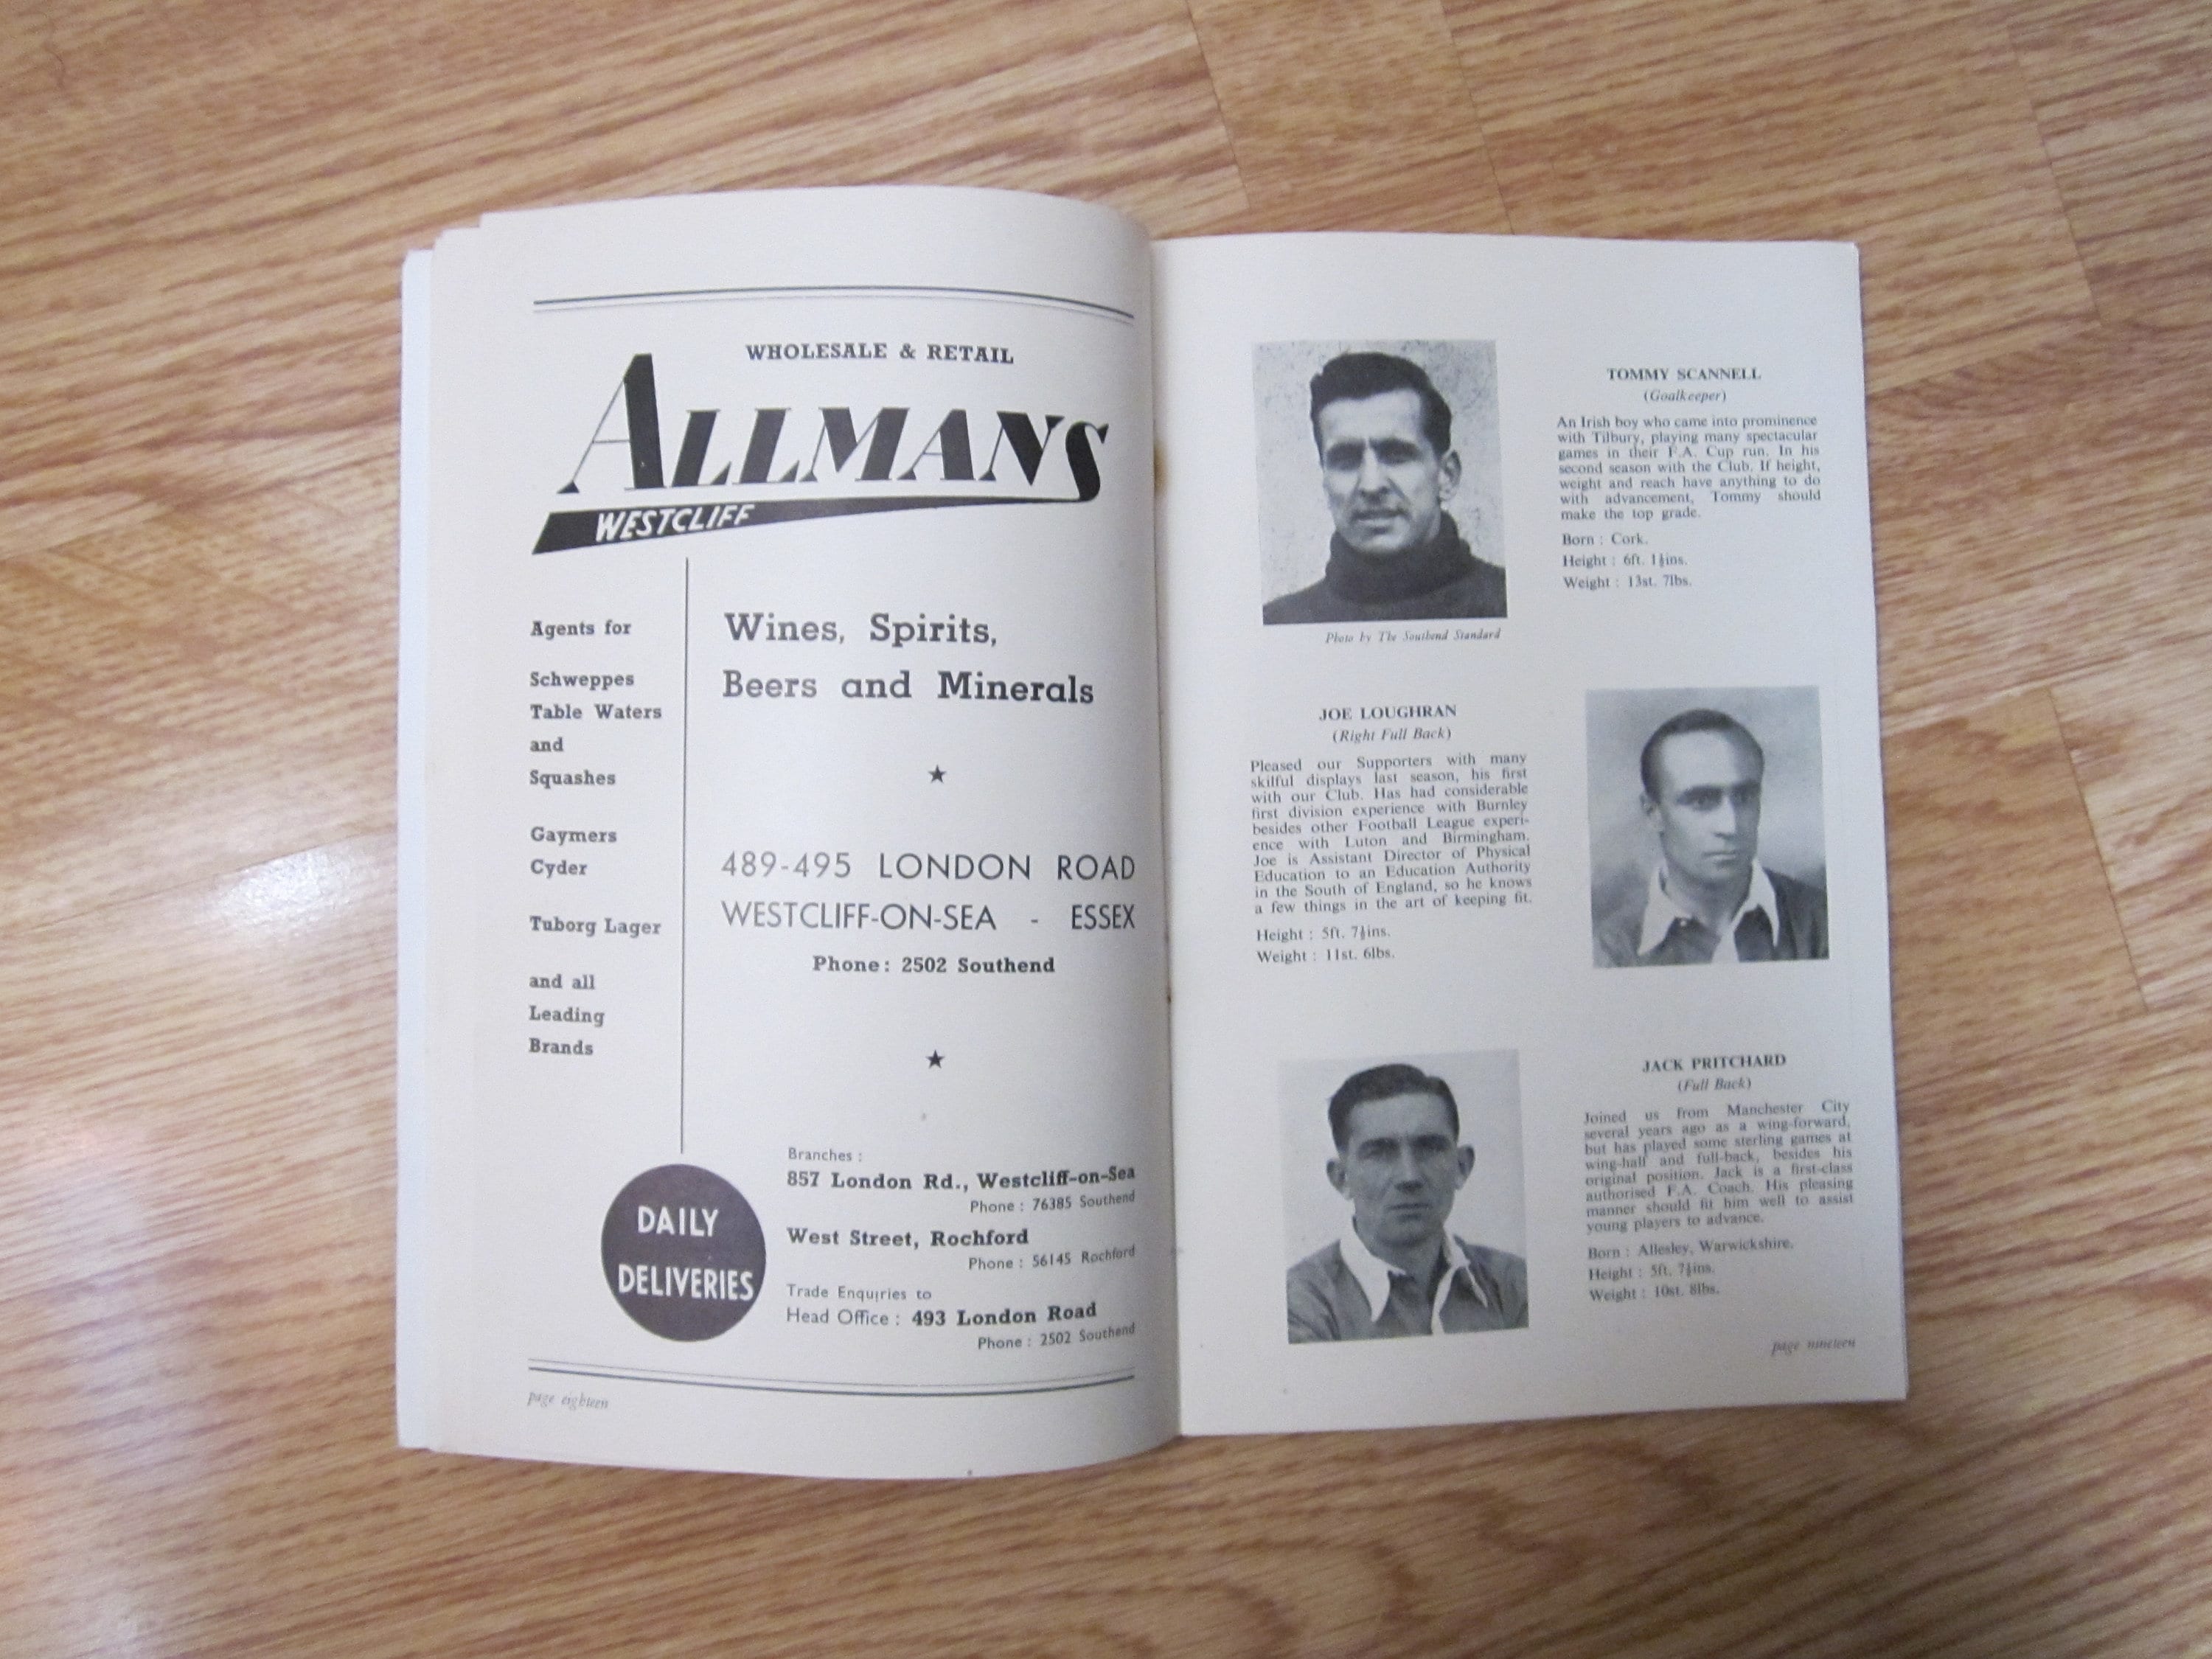 WHOLESALE & RETAIL
ALLMANS
WESTCLIFF
Agents for
Schweppes
Table Waters
and
Squashes
Gaymers
Cyder
Tuborg Lager
and all
Leading
Brands
Wines, Spirits,
Beers and Minerals
489-495 LONDON ROAD
WESTCLIFF-ON-SEA - ESSEX
Phone : 2502 Southend
DAILY
DELIVERIES
Branches :
857 London Rd., Westcliff-on-Sea
Phone : 76385 Southend
West Street, Rochford
Phone : 56145 Rochford
Trade Enquiries to
Head Office : 493 London Road
Phone : 2502 Southend
page eighteen
TOMMY SCANNELL
(Goalkeeper)
An Irish boy who came into prominence
with Tilbury, playing many spectacular
games in their F.A. Cup run. In his
second season with the Club. If height,
weight and reach have anything to do
with advancement, Tommy should
make the top grade.
Born : Cork.
Height : 6ft. 1½ins.
Weight : 13st. 7lbs.
Photo by The Southend Standard
JOE LOUGHRAN
(Right Full Back)
Pleased our Supporters with many
skilful displays last season, his first
with our Club. Has had considerable
first division experience with Burnley
besides other Football League experi-
ence with Luton and Birmingham.
Joe is Assistant Director of Physical
Education to an Education Authority
in the South of England, so he knows
a few things in the art of keeping fit.
Height : 5ft. 7½ins.
Weight : 11st. 6lbs.
JACK PRITCHARD
(Full Back)
Joined us from Manchester City
several years ago as a wing-forward,
but has played some sterling games at
wing-half and full-back, besides his
original position. Jack is a first-class
authorised F.A. Coach. His pleasing
manner should fit him well to assist
young players to advance.
Born : Allesley, Warwickshire.
Height : 5ft. 7½ins.
Weight : 10st. 8lbs.
page nineteen